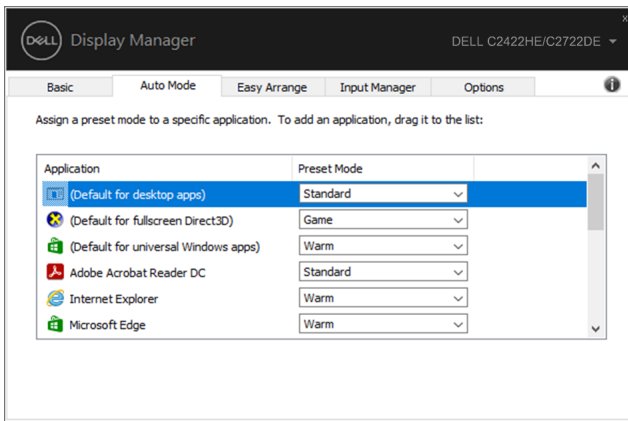 DELL Display Manager DELL C2422HE/C2722DE
x
Basic Auto Mode Easy Arrange Input Manager Options
Assign a preset mode to a specific application. To add an application, drag it to the list:
Application Preset Mode
(Default for desktop apps) Standard
(Default for fullscreen Direct3D) Game
(Default for universal Windows apps) Warm
Adobe Acrobat Reader DC Standard
Internet Explorer Warm
Microsoft Edge Warm